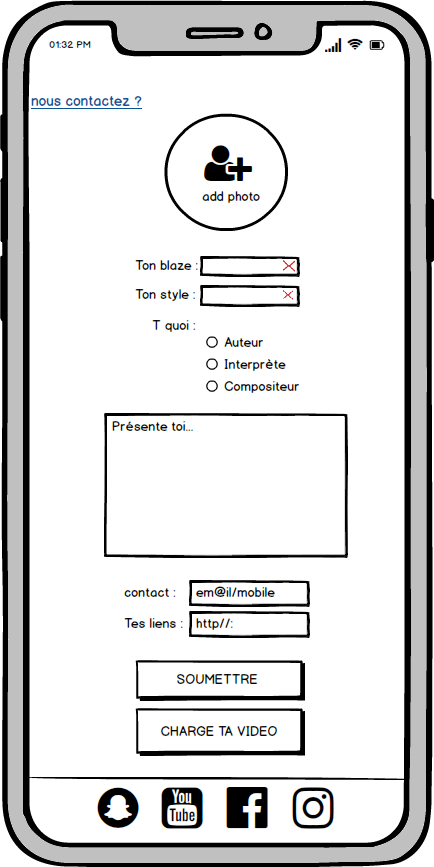 01:32 PM
nous contactez ?
add photo
Ton blaze :
Ton style :
T quoi :
Auteur
Interprète
Compositeur
Présente toi...
contact : em@il/mobile
Tes liens : http//:
SOUMETTRE
CHARGE TA VIDEO
You
Tube